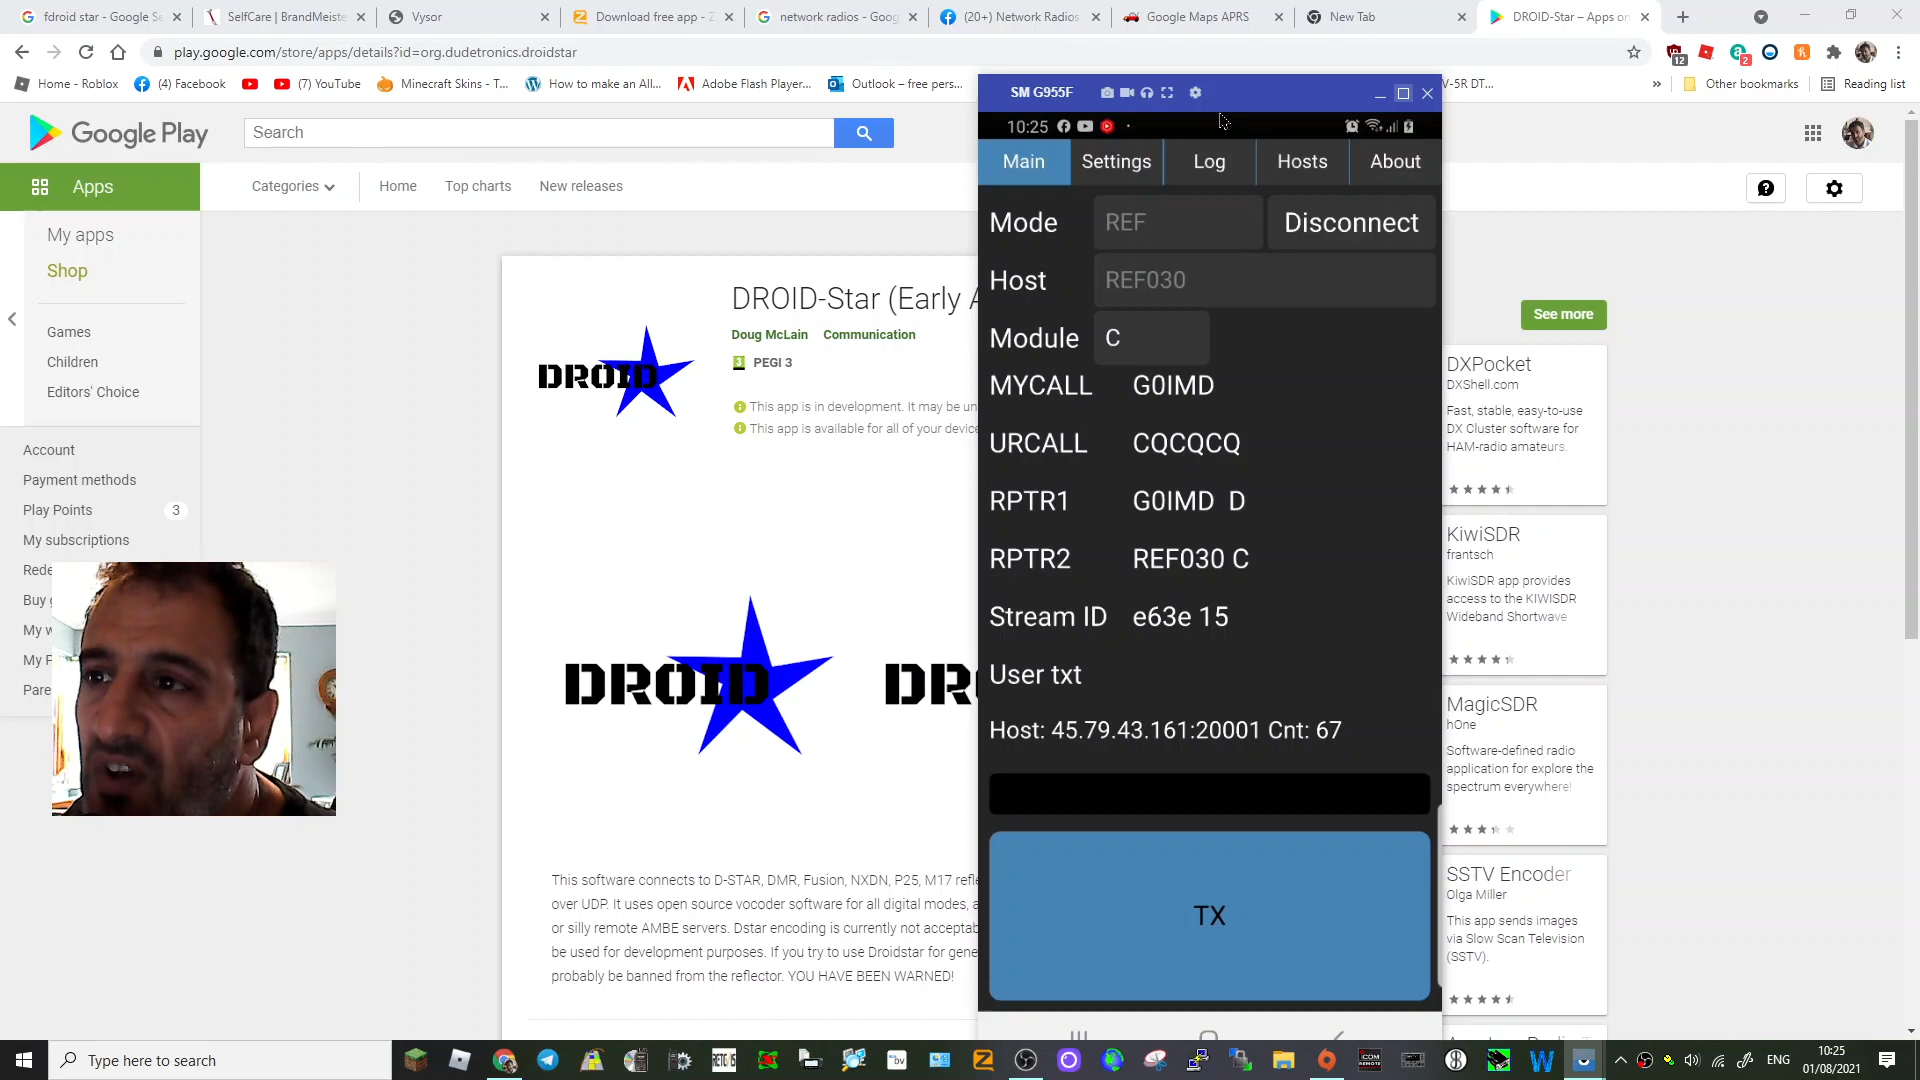 fdroid star - Google Se
SelfCare | BrandMeiste
Vysor
Download free app - Z
network radios - Goog
(20+) Network Radios
Google Maps APRS
New Tab
DROID-Star – Apps on
play.google.com/store/apps/details?id=org.dudetronics.droidstar
12
2
Home - Roblox
(4) Facebook
(7) YouTube
Minecraft Skins - T...
How to make an All...
Adobe Flash Player...
Outlook – free pers...
V-5R DT...
Other bookmarks
Reading list
Google Play
Search
Apps
Categories
Home
Top charts
New releases
My apps
Shop
Games
Children
Editors' Choice
Account
Payment methods
Play Points
3
My subscriptions
Rede
Buy g
My w
My P
Pare
DROID-Star (Early A
Doug McLain
Communication
3
PEGI 3
This app is in development. It may be un
This app is available for all of your device
DROID
DROID
DRO
This software connects to D-STAR, DMR, Fusion, NXDN, P25, M17 refle
over UDP. It uses open source vocoder software for all digital modes, a
or silly remote AMBE servers. Dstar encoding is currently not acceptab
be used for development purposes. If you try to use Droidstar for gene
probably be banned from the reflector. YOU HAVE BEEN WARNED!
SM G955F
10:25
Main
Settings
Log
Hosts
About
Mode
REF
Disconnect
Host
REF030
Module
C
MYCALL G0IMD
URCALL CQCQCQ
RPTR1 G0IMD D
RPTR2 REF030 C
Stream ID e63e 15
User txt
Host: 45.79.43.161:20001 Cnt: 67
TX
See more
DXPocket
DXShell.com
Fast, stable, easy-to-use
DX Cluster software for
HAM-radio amateurs.
KiwiSDR
frantsch
KiwiSDR app provides
access to the KIWISDR
Wideband Shortwave
MagicSDR
hOne
Software-defined radio
application for explore the
spectrum everywhere!
SSTV Encoder
Olga Miller
This app sends images
via Slow Scan Television
(SSTV).
Type here to search
ENG
10:25
01/08/2021